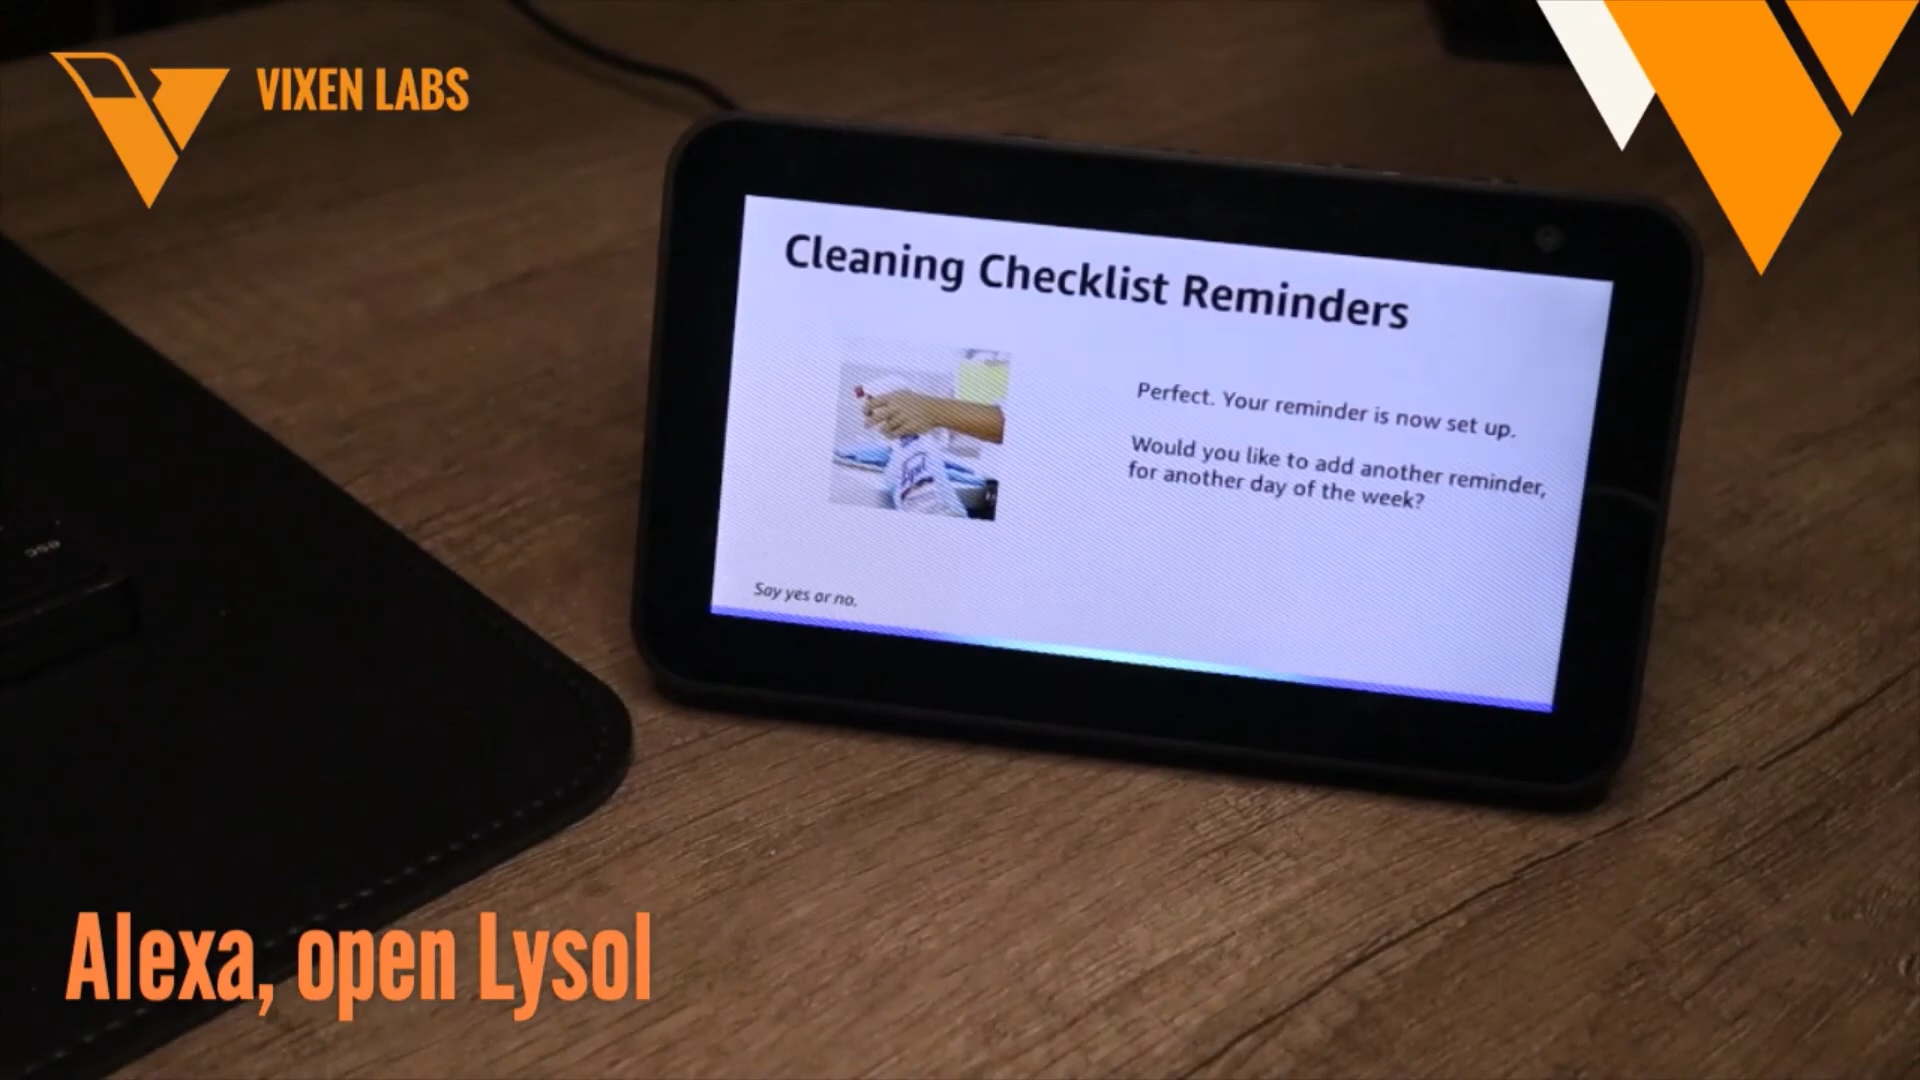 VIXEN LABS
Cleaning Checklist Reminders
Perfect. Your reminder is now set up.
Would you like to add another reminder,
for another day of the week?
Say yes or no.
esc
Alexa, open Lysol